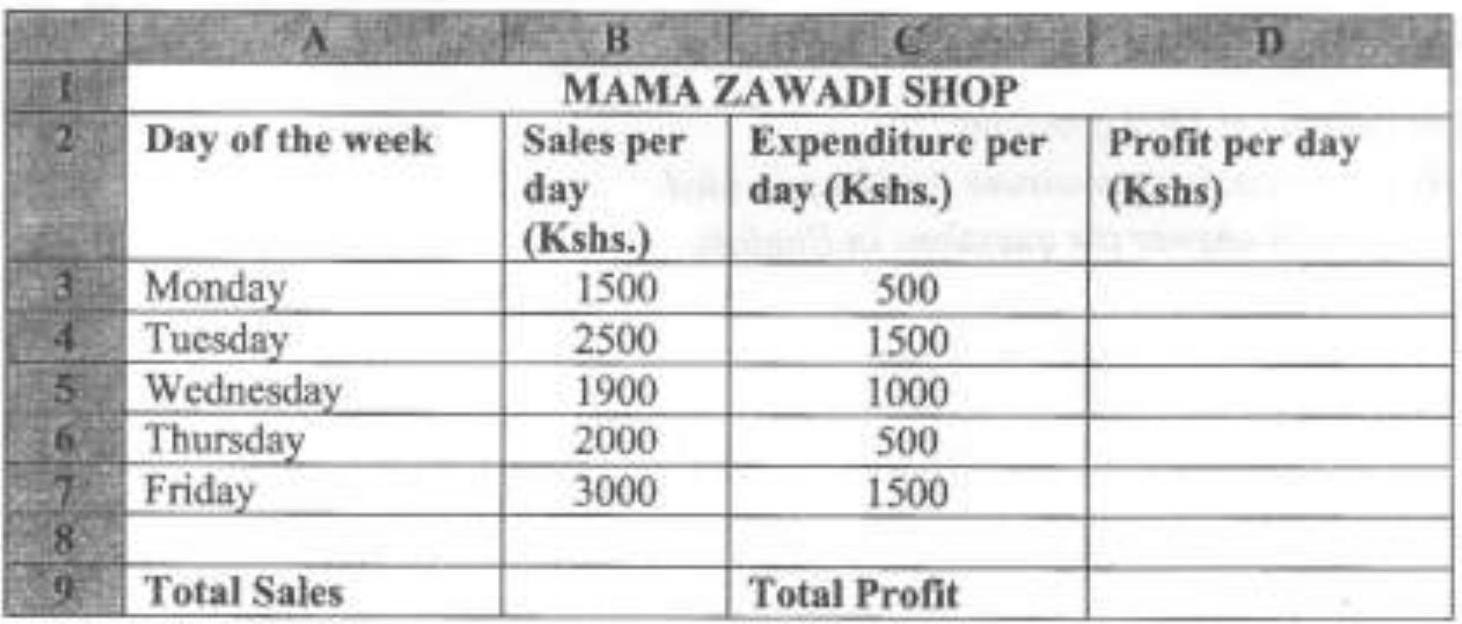 A B C D
1 MAMA ZAWADI SHOP
2 Day of the week Sales per day (Kshs.) Expenditure per day (Kshs.) Profit per day (Kshs)
3 Monday 1500 500
4 Tuesday 2500 1500
5 Wednesday 1900 1000
6 Thursday 2000 500
7 Friday 3000 1500
8
9 Total Sales Total Profit